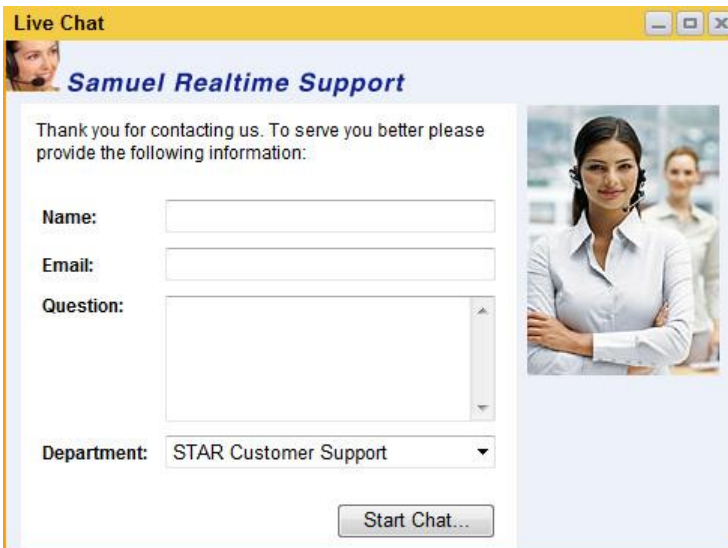 Live Chat
Samuel Realtime Support
Thank you for contacting us. To serve you better please
provide the following information:
Name:
Email:
Question:
Department: STAR Customer Support
Start Chat...